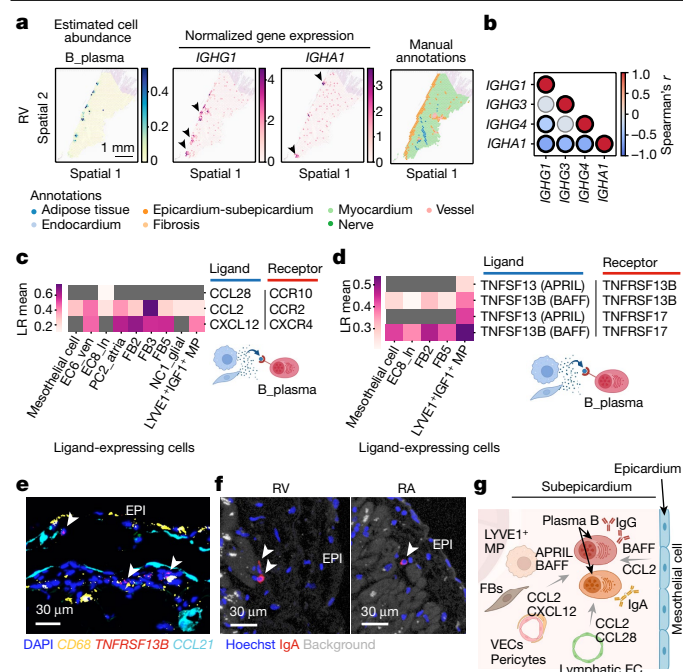 a
Estimated cell
abundance
Normalized gene expression
B_plasma
IGHG1
IGHA1
Manual
annotations
RV
Spatial 2
1 mm
0.4
0.2
0
4
2
0
3
2
1
0
Spatial 1
Spatial 1
Spatial 1
Spatial 1
Annotations
Adipose tissue
Epicardium-subepicardium
Myocardium
Vessel
Endocardium
Fibrosis
Nerve
b
IGHG1
IGHG3
IGHG4
IGHA1
IGHG1
IGHG3
IGHG4
IGHA1
1.0
0.5
0
−0.5
−1.0
Spearman's r
c
LR mean
0.6
0.4
0.2
Ligand
Receptor
CCL28
CCR10
CCL2
CCR2
CXCL12
CXCR4
Mesothelial cell
EC6_ven
EC8_ln
PC2_atria
FB2
FB3
FB5
NC1_glial
LYVE1+IGF1+ MP
B_plasma
Ligand-expressing cells
d
LR mean
0.5
0.4
0.3
Ligand
Receptor
TNFSF13 (APRIL)
TNFRSF13B
TNFSF13B (BAFF)
TNFRSF13B
TNFSF13 (APRIL)
TNFRSF17
TNFSF13B (BAFF)
TNFRSF17
Mesothelial cell
EC8_ln
FB2
FB5
LYVE1+IGF1+ MP
B_plasma
Ligand-expressing cells
e
EPI
30 µm
DAPI CD68 TNFRSF13B CCL21
f
RV
RA
EPI
EPI
30 µm
30 µm
Hoechst IgA Background
g
Epicardium
Subepicardium
Plasma B
IgG
LYVE1+
MP
APRIL
BAFF
BAFF
CCL2
FBs
CCL2
CXCL12
IgA
VECs
Pericytes
CCL2
CCL28
Lymphatic EC
Mesothelial cell